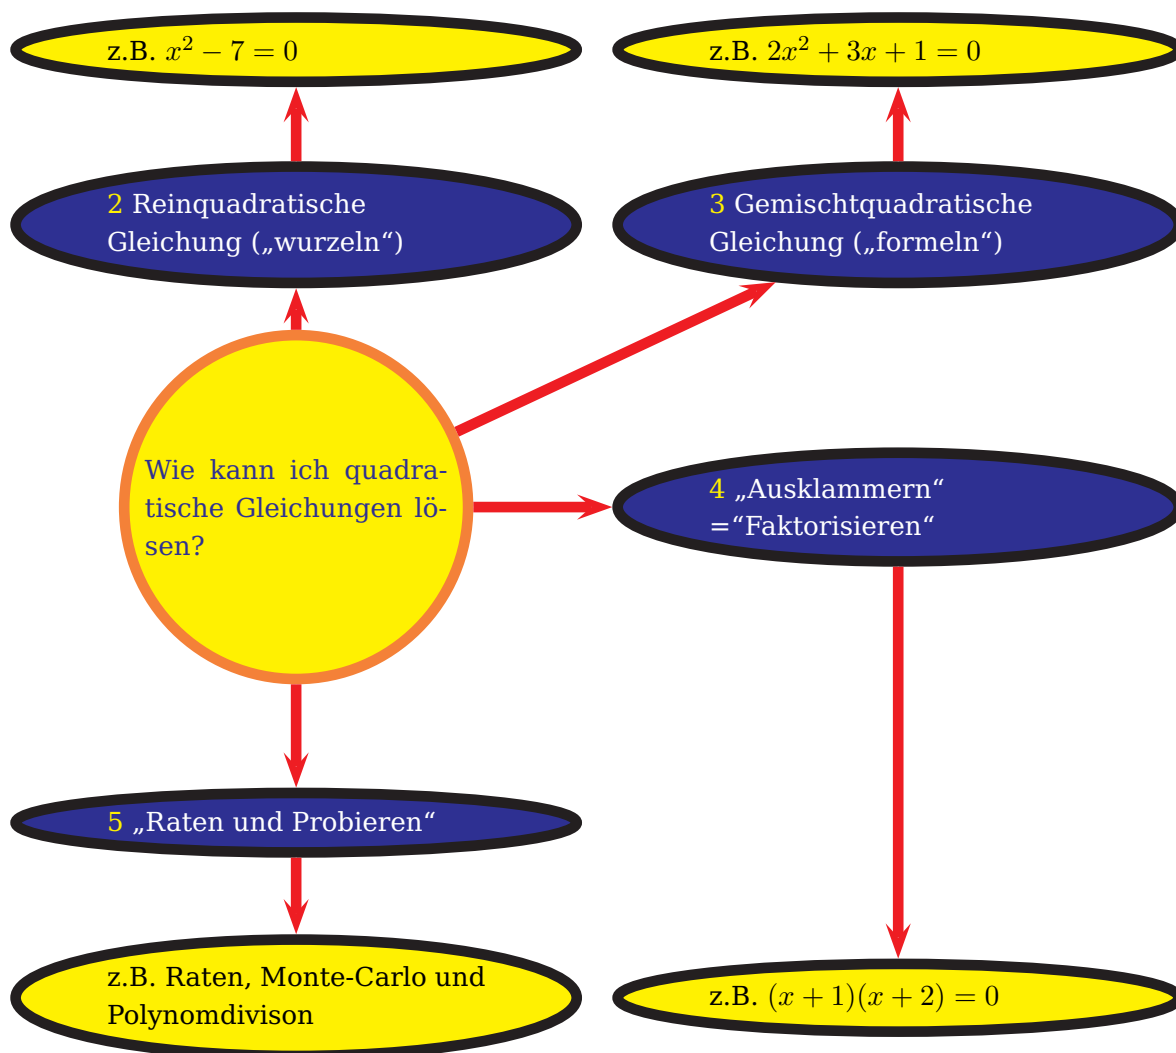 z.B. x² − 7 = 0
z.B. 2x² + 3x + 1 = 0
2 Reinquadratische
Gleichung („wurzeln“)
3 Gemischtquadratische
Gleichung („formeln“)
Wie kann ich quadra-
tische Gleichungen lö-
sen?
4 „Ausklammern“
=“Faktorisieren“
5 „Raten und Probieren“
z.B. Raten, Monte-Carlo und
Polynomdivison
z.B. (x + 1)(x + 2) = 0